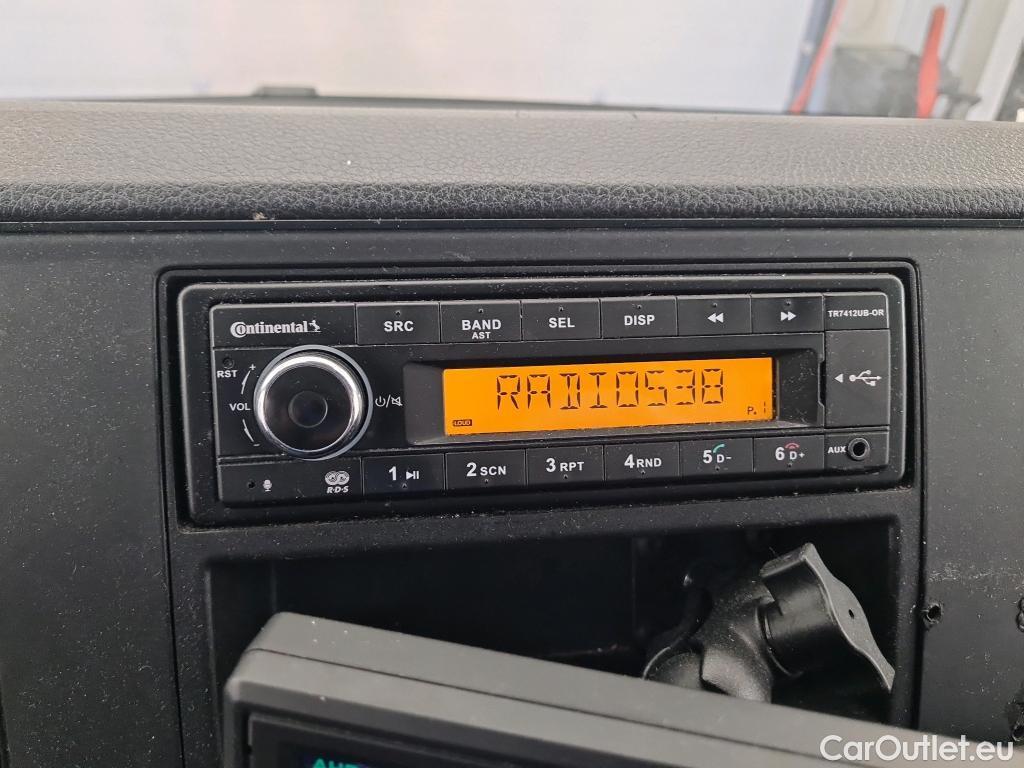 Continental
SRC
BAND
AST
SEL
DISP
TR7412UB-OR
RST
+
VOL
-
RADIO538
LOUD
P. 1
R·D·S
1
2 SCN
3 RPT
4 RND
5 D-
6 D+
AUX
CarOutlet.eu